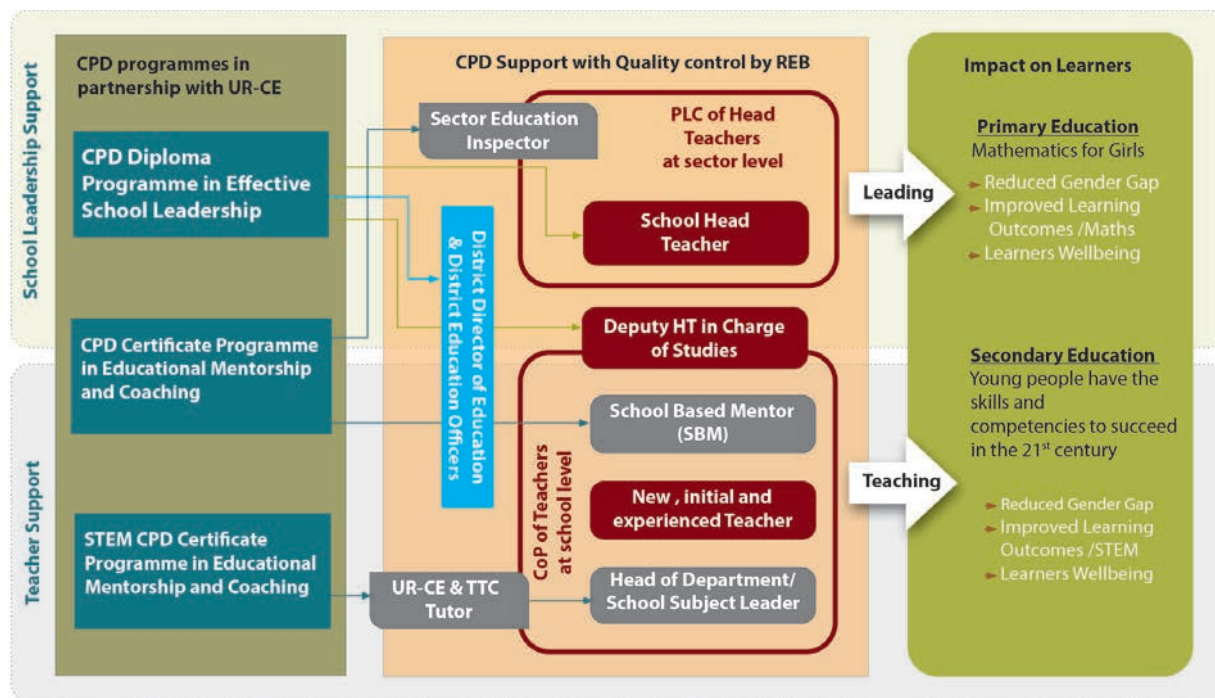 School Leadership Support
Teacher Support
CPD programmes in
partnership with UR-CE
CPD Diploma
Programme in Effective
School Leadership
CPD Certificate Programme
in Educational Mentorship
and Coaching
STEM CPD Certificate
Programme in Educational
Mentorship and Coaching
CPD Support with Quality control by REB
Sector Education
Inspector
PLC of Head
Teachers
at sector level
School Head
Teacher
District Director of Education
& District Education Officers
Deputy HT in Charge
of Studies
CoP of Teachers
at school level
School Based Mentor
(SBM)
New , initial and
experienced Teacher
UR-CE & TTC
Tutor
Head of Department/
School Subject Leader
Leading
Teaching
Impact on Learners
Primary Education
Mathematics for Girls
Reduced Gender Gap
Improved Learning
Outcomes /Maths
Learners Wellbeing
Secondary Education
Young people have the
skills and
competencies to succeed
in the 21st century
Reduced Gender Gap
Improved Learning
Outcomes /STEM
Learners Wellbeing